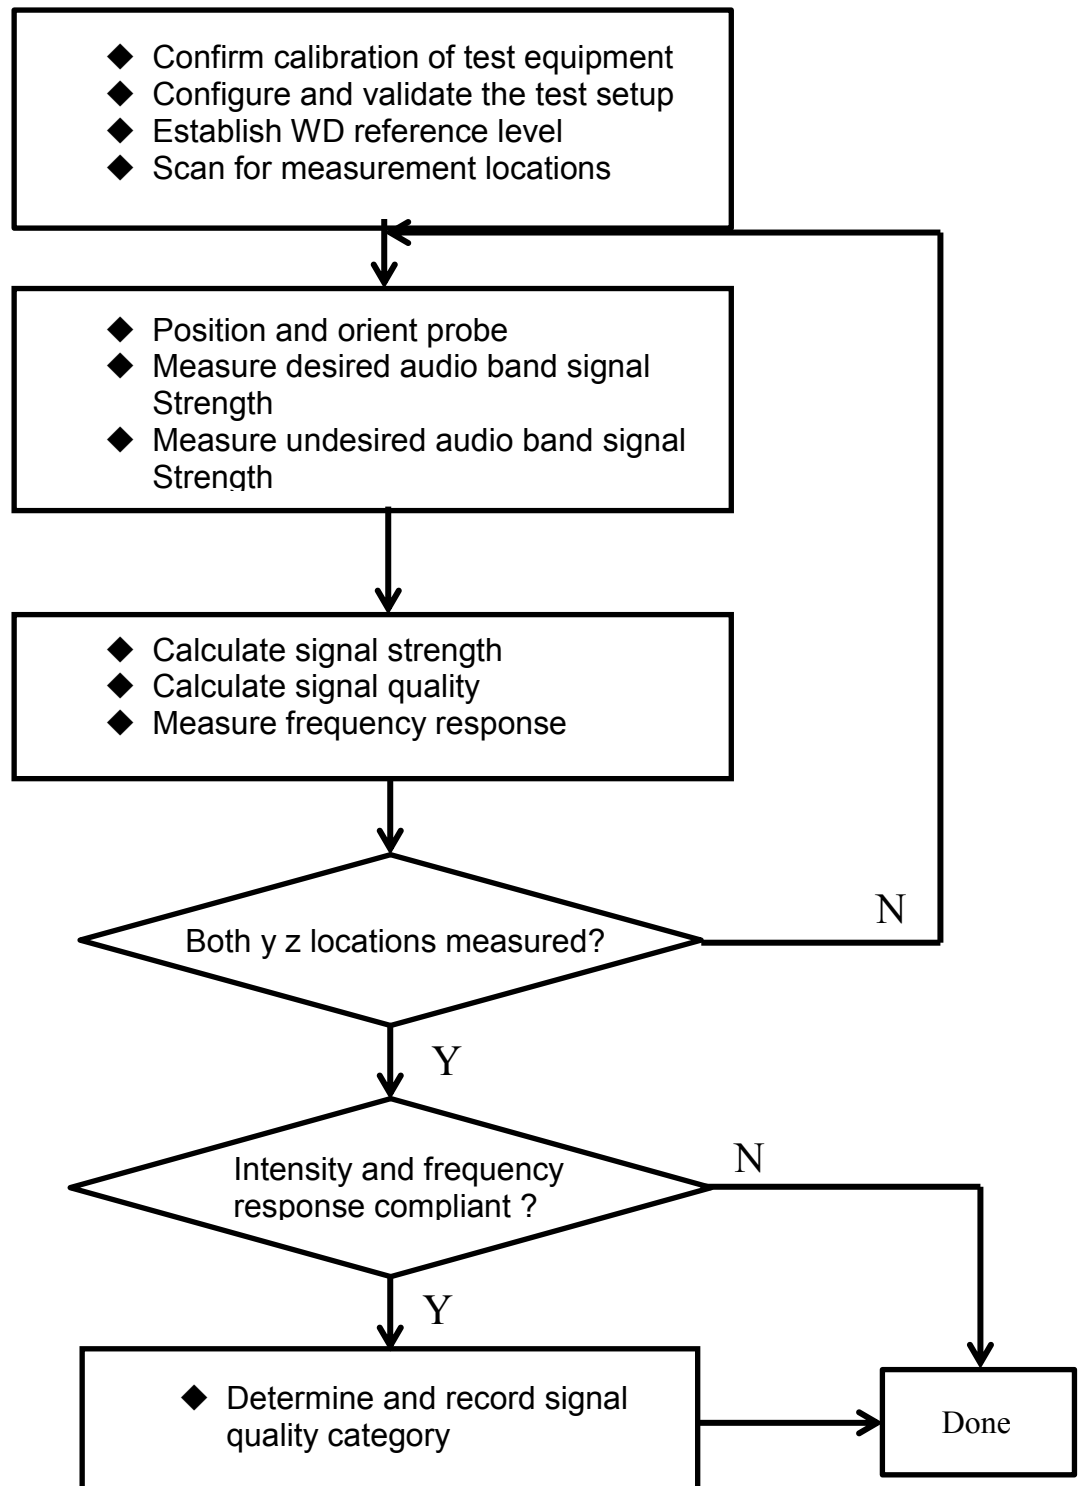 ◆ Confirm calibration of test equipment
◆ Configure and validate the test setup
◆ Establish WD reference level
◆ Scan for measurement locations
◆ Position and orient probe
◆ Measure desired audio band signal
Strength
◆ Measure undesired audio band signal
Strength
◆ Calculate signal strength
◆ Calculate signal quality
◆ Measure frequency response
Both y z locations measured?
N
Y
Intensity and frequency
response compliant ?
N
Y
◆ Determine and record signal
quality category
Done